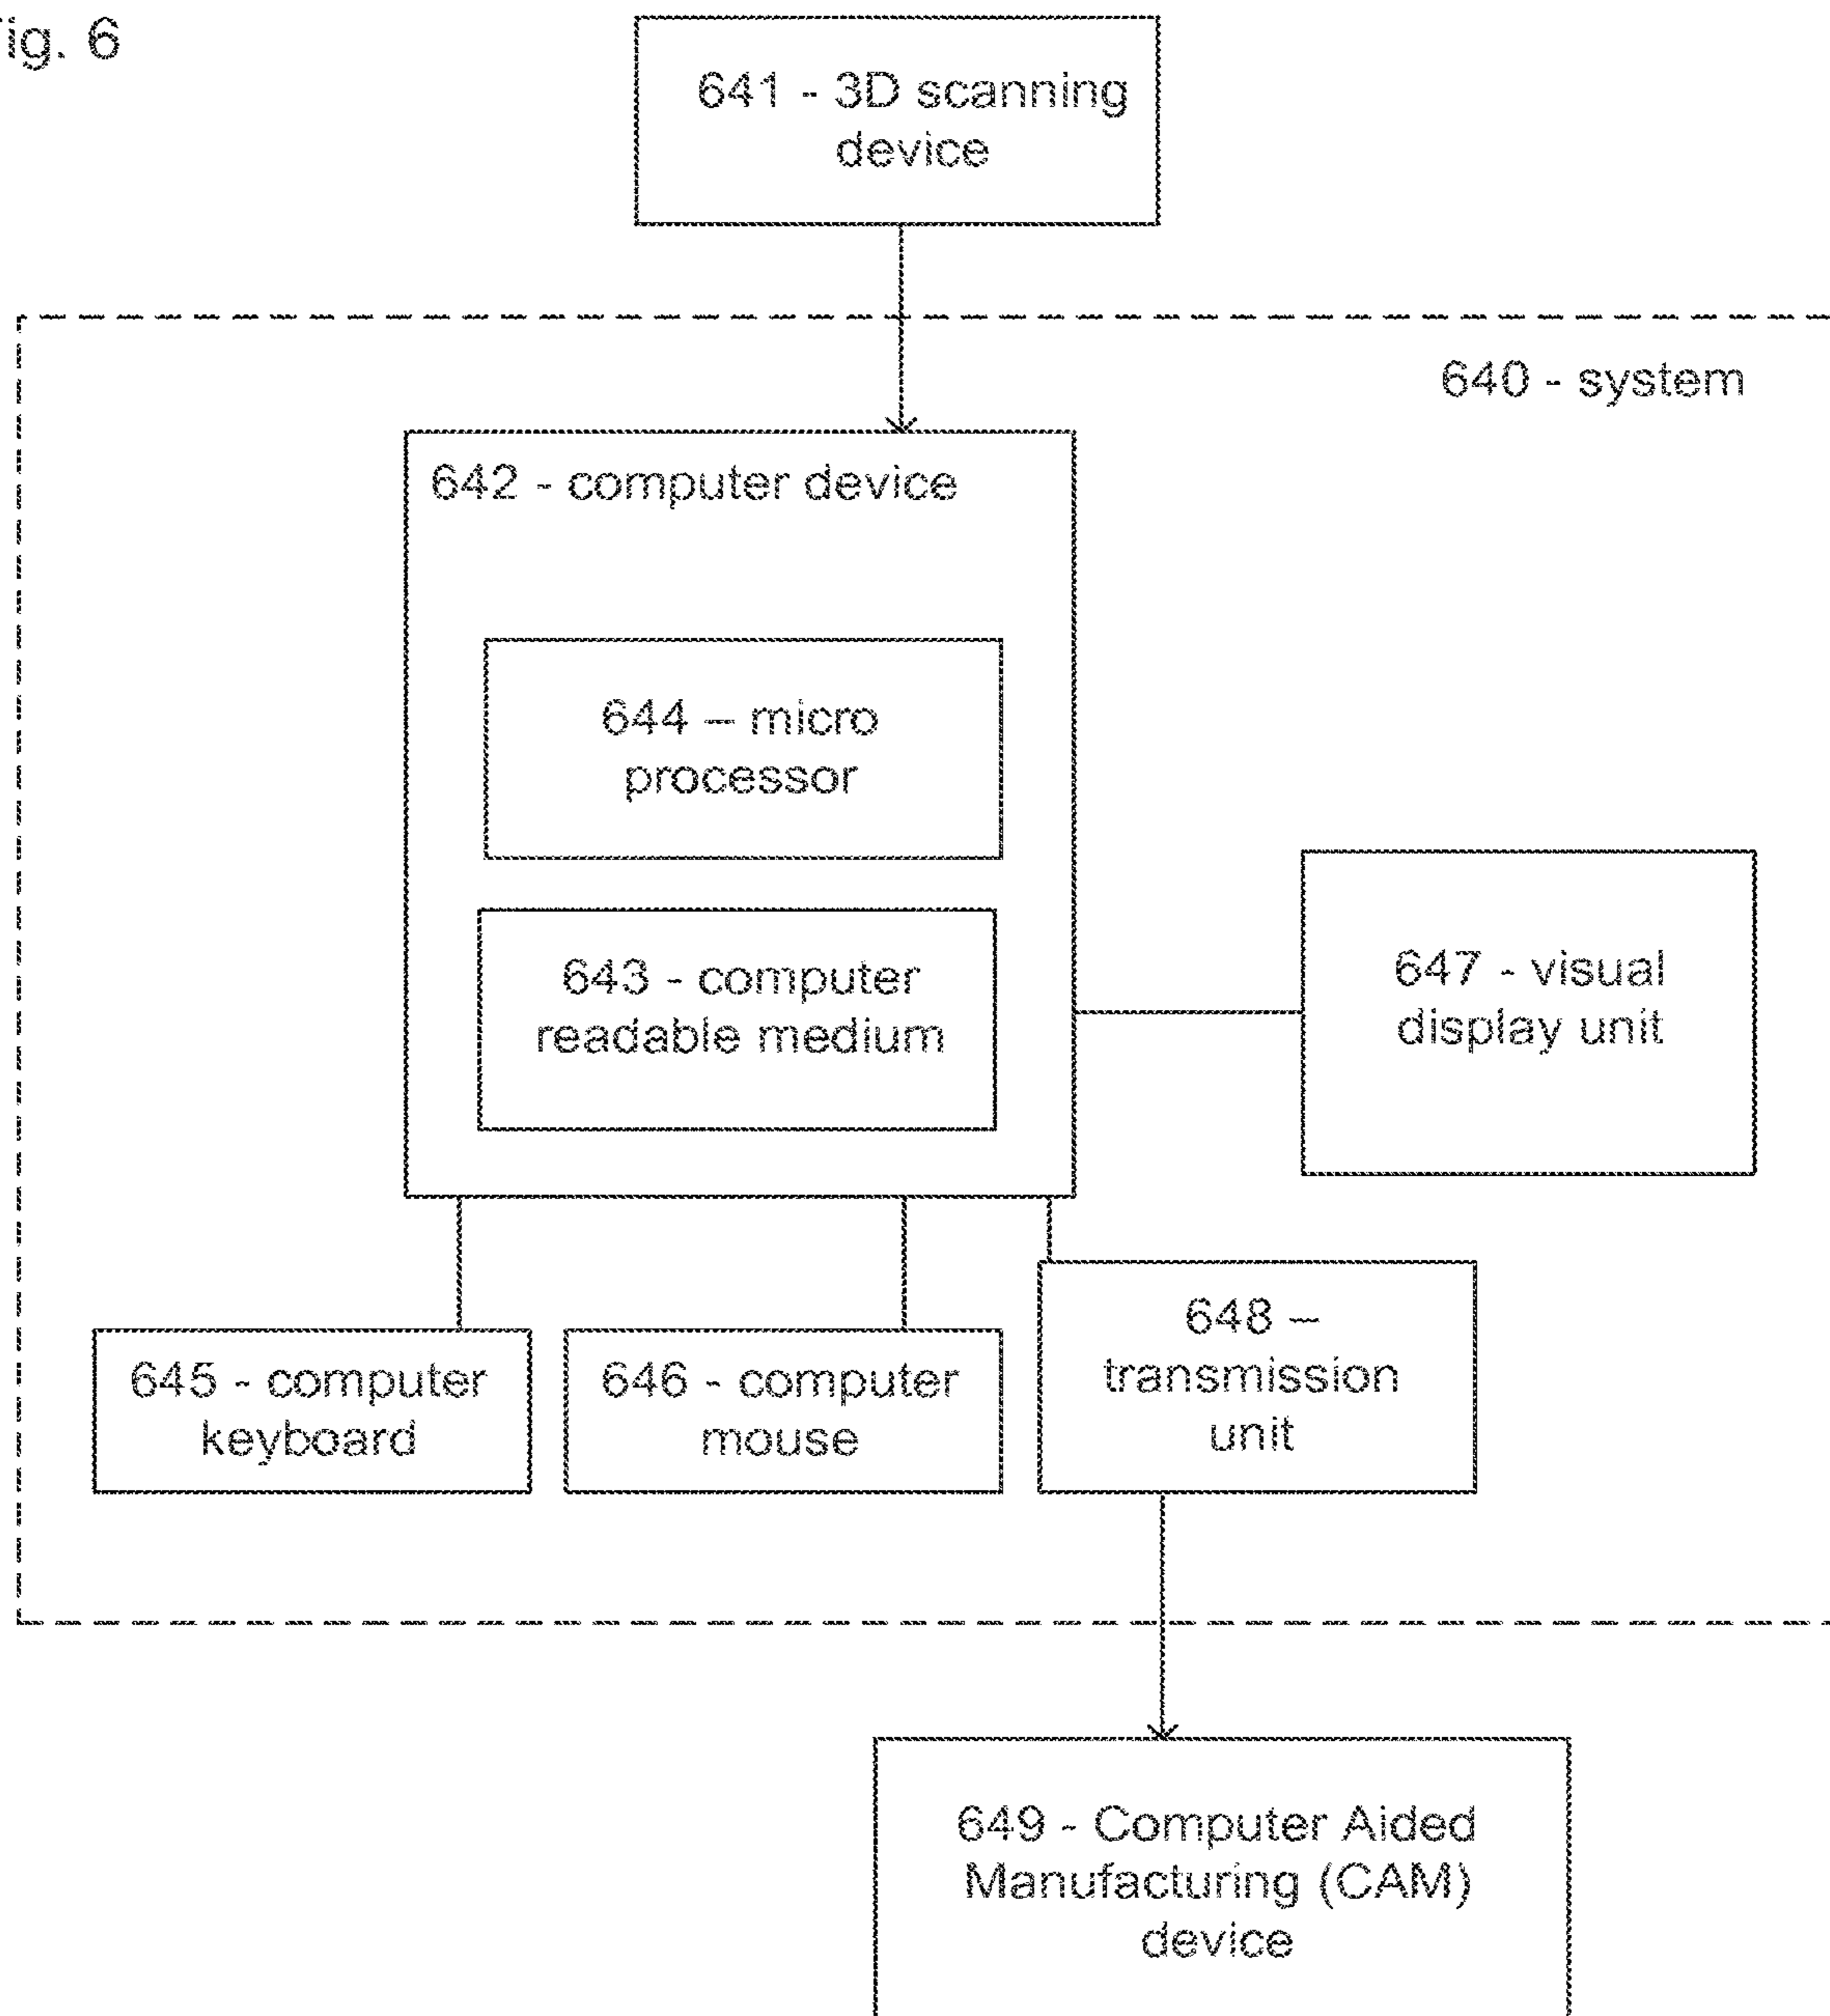 ig. 6
641 - 3D scanning
device
640 - system
642 - computer device
644 – micro
processor
643 - computer
readable medium
647 - visual
display unit
645 - computer
keyboard
646 - computer
mouse
648 –
transmission
unit
649 - Computer Aided
Manufacturing (CAM)
device